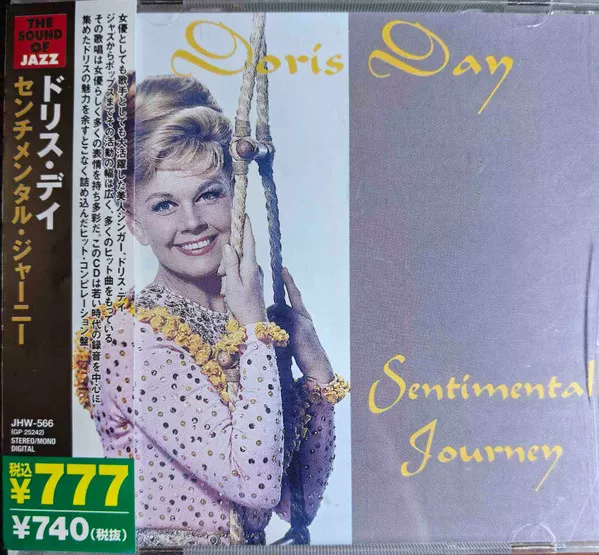 THE
SOUND
OF
JAZZ
ドリス・デイ
センチメンタル・ジャーニー
女優としても歌手としても大活躍した美人シンガー、ドリス・デイ
ジャズからポップスまでその活動の幅は広く、多くのヒット曲をもっている。
その歌唱は女優らしく多くの表情を持ち多彩だ。このCDは若い時代の録音を中心に
集めたドリスの魅力を余すとこなく詰め込んだヒット・コンピレーション盤
JHW-566
(GP 25242)
STEREO/MONO
DIGITAL
税込
¥777
¥740(税抜)
Doris Day
Sentimental
Journey